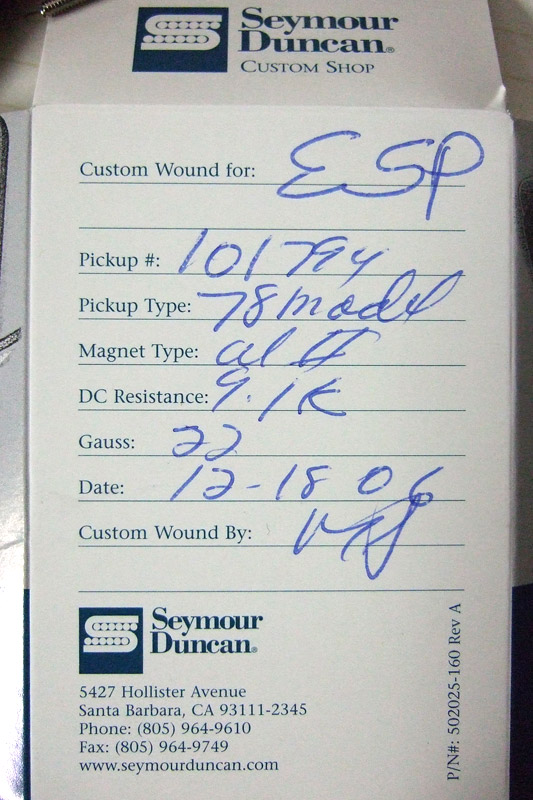 Seymour
Duncan®
CUSTOM SHOP
Custom Wound for: ESP
Pickup #: 101794
Pickup Type: 78 model
Magnet Type: al II
DC Resistance: 9.1K
Gauss: 22
Date: 12-18 06
Custom Wound By:
Seymour
Duncan®
5427 Hollister Avenue
Santa Barbara, CA 93111-2345
Phone: (805) 964-9610
Fax: (805) 964-9749
www.seymourduncan.com
P/N#: 502025-160 Rev A